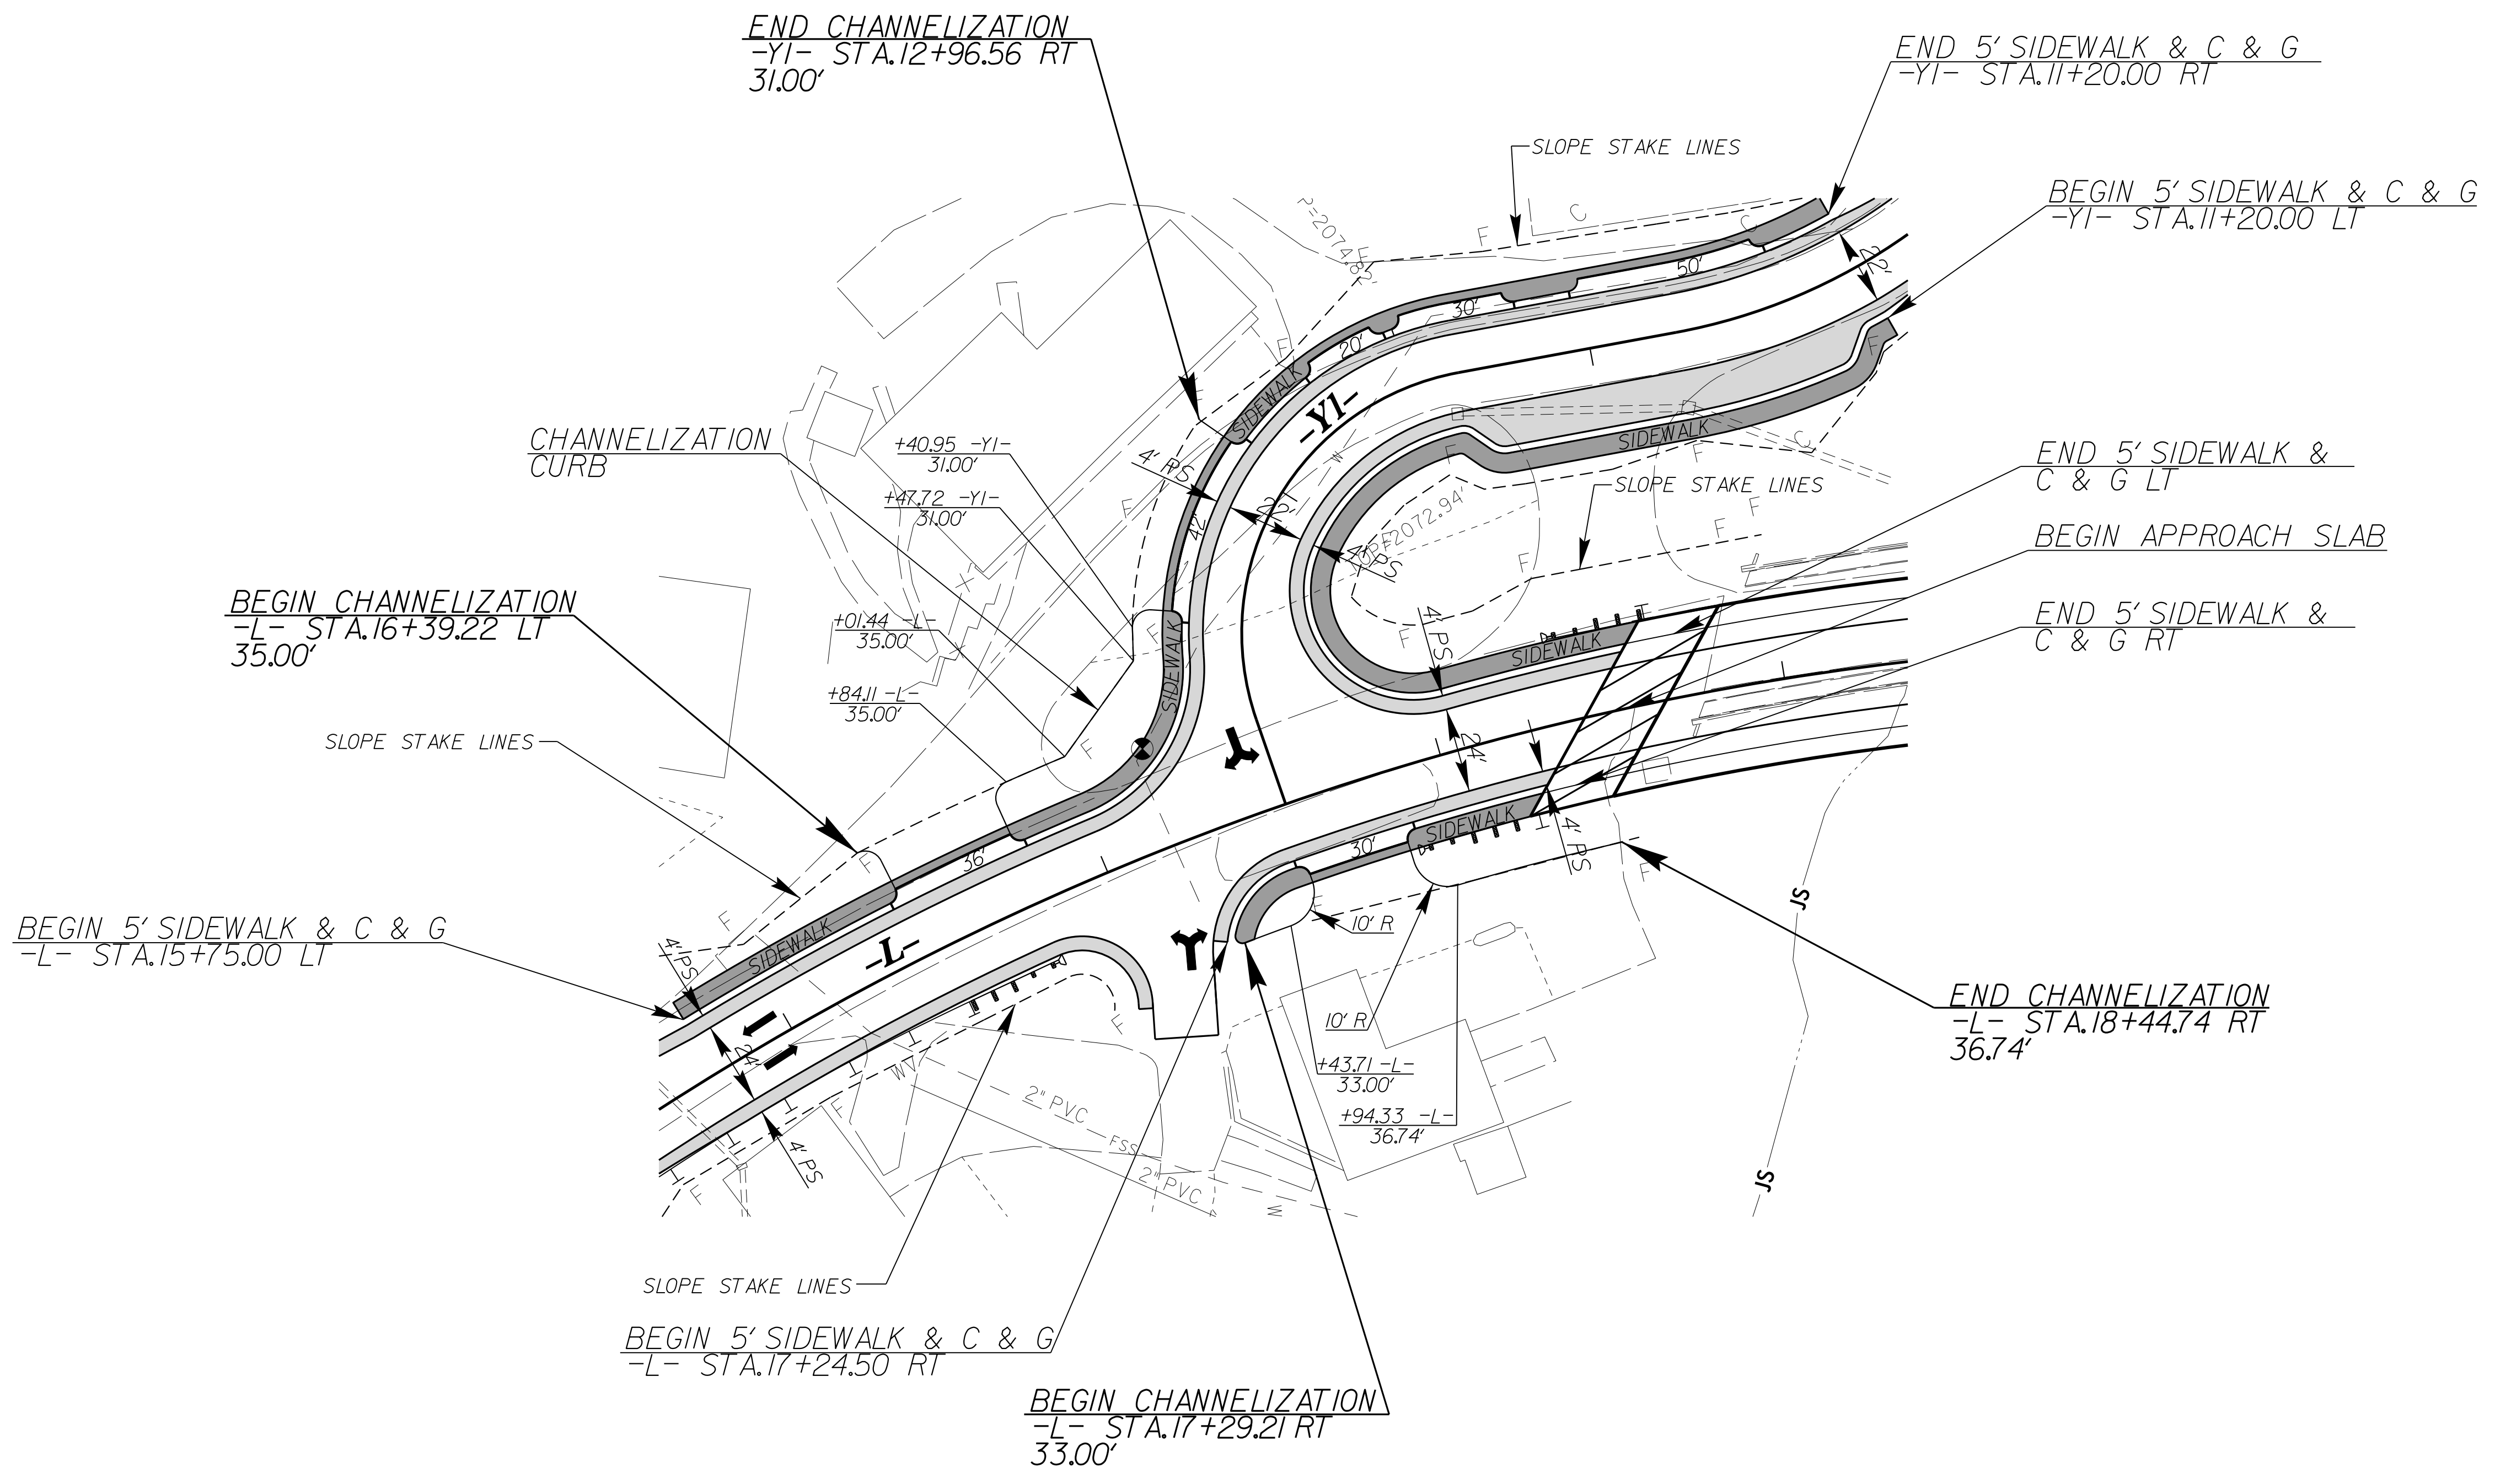 END CHANNELIZATION
-Y1- STA.12+96.56 RT
31.00'
END 5' SIDEWALK & C & G
-Y1- STA.11+20.00 RT
SLOPE STAKE LINES
BEGIN 5' SIDEWALK & C & G
-Y1- STA.11+20.00 LT
C
C
F
F
50'
22'
30'
20'
F
F
SIDEWALK
-Y1-
F
SIDEWALK
F
F
C
CHANNELIZATION
CURB
+40.95 -Y1-
31.00'
+47.72 -Y1-
31.00'
4' PS
W
F
42'
22'
4' PS
SLOPE STAKE LINES
F
F
F
F
F
END 5' SIDEWALK &
C & G LT
BEGIN APPROACH SLAB
END 5' SIDEWALK &
C & G RT
BEGIN CHANNELIZATION
-L- STA.16+39.22 LT
35.00'
+01.44 -L-
35.00'
+84.11 -L-
35.00'
F
SIDEWALK
F
4' PS
SIDEWALK
SLOPE STAKE LINES
24'
F
36'
30'
SIDEWALK
4' PS
F
F
10' R
JS
BEGIN 5' SIDEWALK & C & G
-L- STA.15+75.00 LT
F
4' PS
SIDEWALK
-L-
24'
F
10' R
END CHANNELIZATION
-L- STA.18+44.74 RT
36.74'
+43.71 -L-
33.00'
+94.33 -L-
36.74'
WV
F
2" PVC
FSS
2" PVC
4' PS
F
W
JS
SLOPE STAKE LINES
BEGIN 5' SIDEWALK & C & G
-L- STA.17+24.50 RT
BEGIN CHANNELIZATION
-L- STA.17+29.21 RT
33.00'